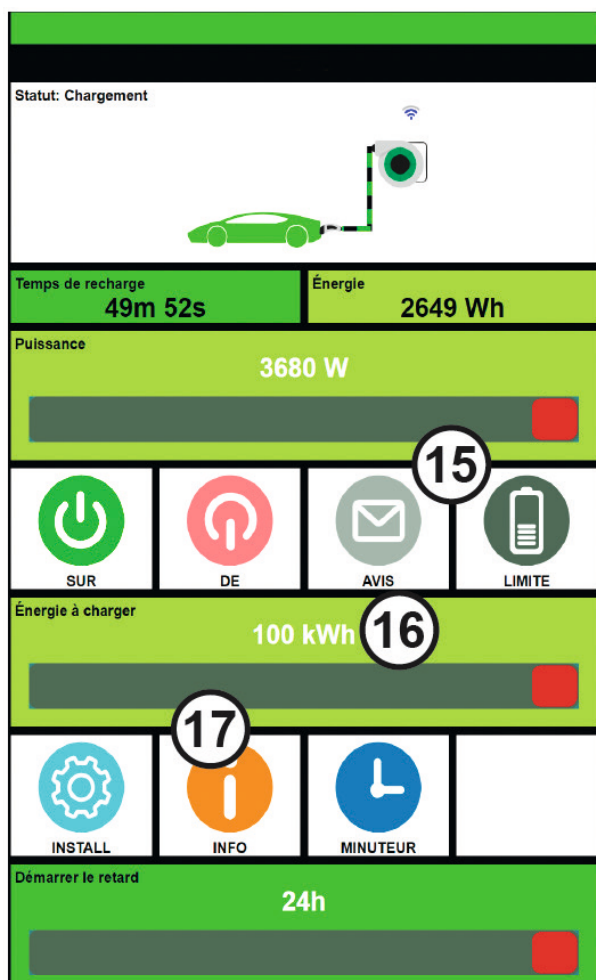 Statut: Chargement
Temps de recharge
49m 52s
Énergie
2649 Wh
Puissance
3680 W
15
SUR
DE
AVIS
LIMITE
Énergie à charger
100 kWh
16
17
INSTALL
INFO
MINUTEUR
Démarrer le retard
24h